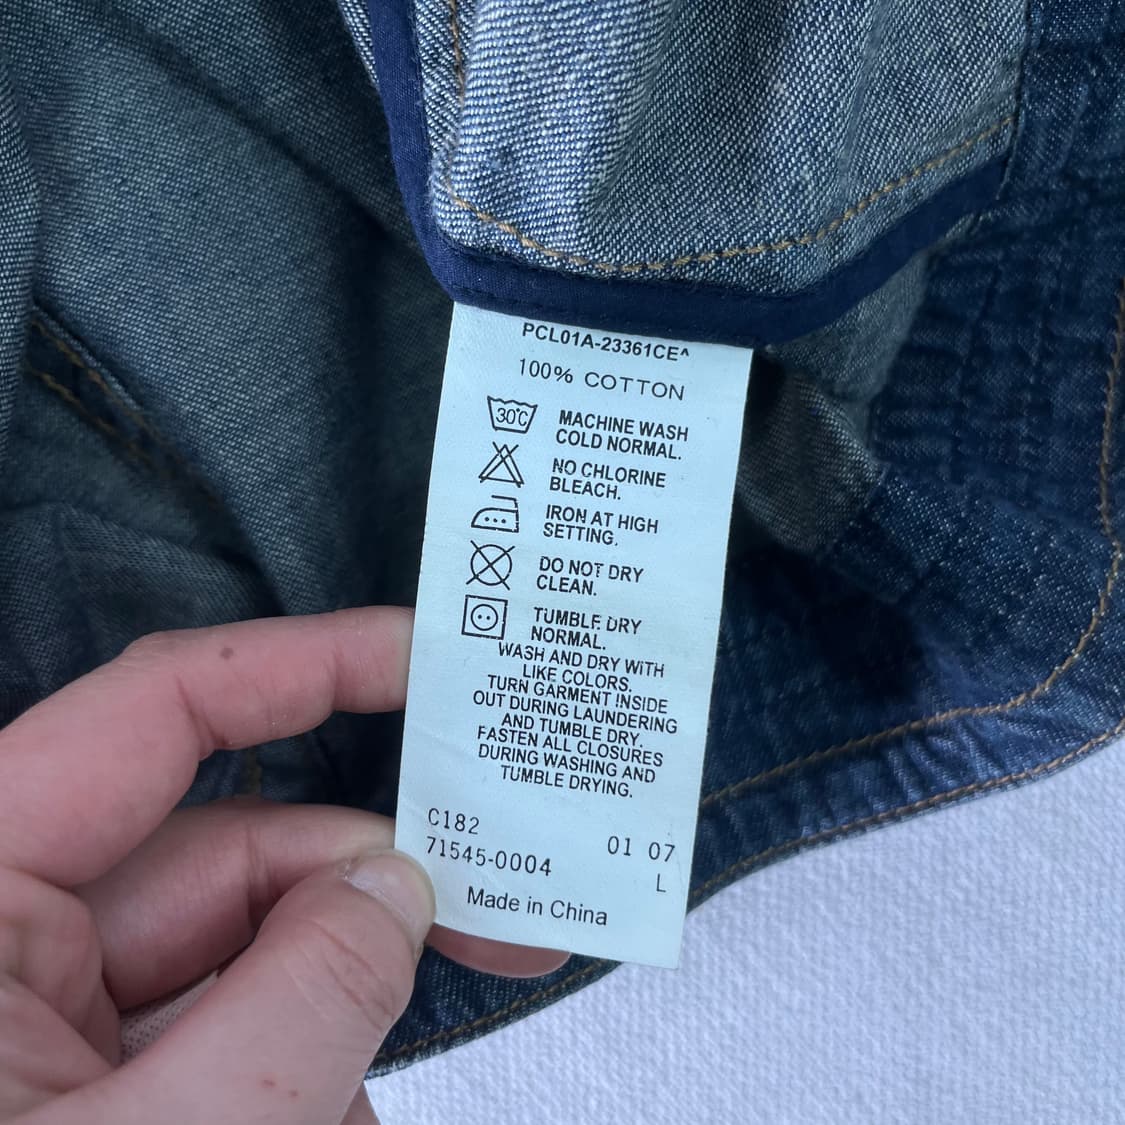 PCL01A-23361CE^
100% COTTON
30°C
MACHINE WASH
COLD NORMAL.
NO CHLORINE
BLEACH.
IRON AT HIGH
SETTING.
DO NOT DRY
CLEAN.
TUMBLE DRY
NORMAL.
WASH AND DRY WITH
LIKE COLORS.
TURN GARMENT INSIDE
OUT DURING LAUNDERING
AND TUMBLE DRY.
FASTEN ALL CLOSURES
DURING WASHING AND
TUMBLE DRYING.
C182 01 07
71545-0004 L
Made in China